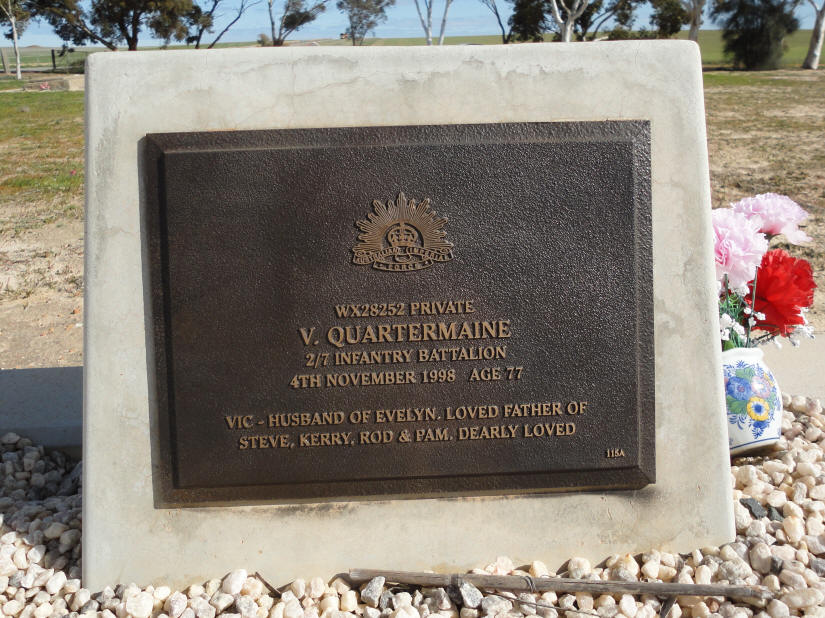 WX28252 PRIVATE
V. QUARTERMAINE
2/7 INFANTRY BATTALION
4TH NOVEMBER 1998 AGE 77
VIC - HUSBAND OF EVELYN. LOVED FATHER OF
STEVE, KERRY, ROD & PAM. DEARLY LOVED
115A